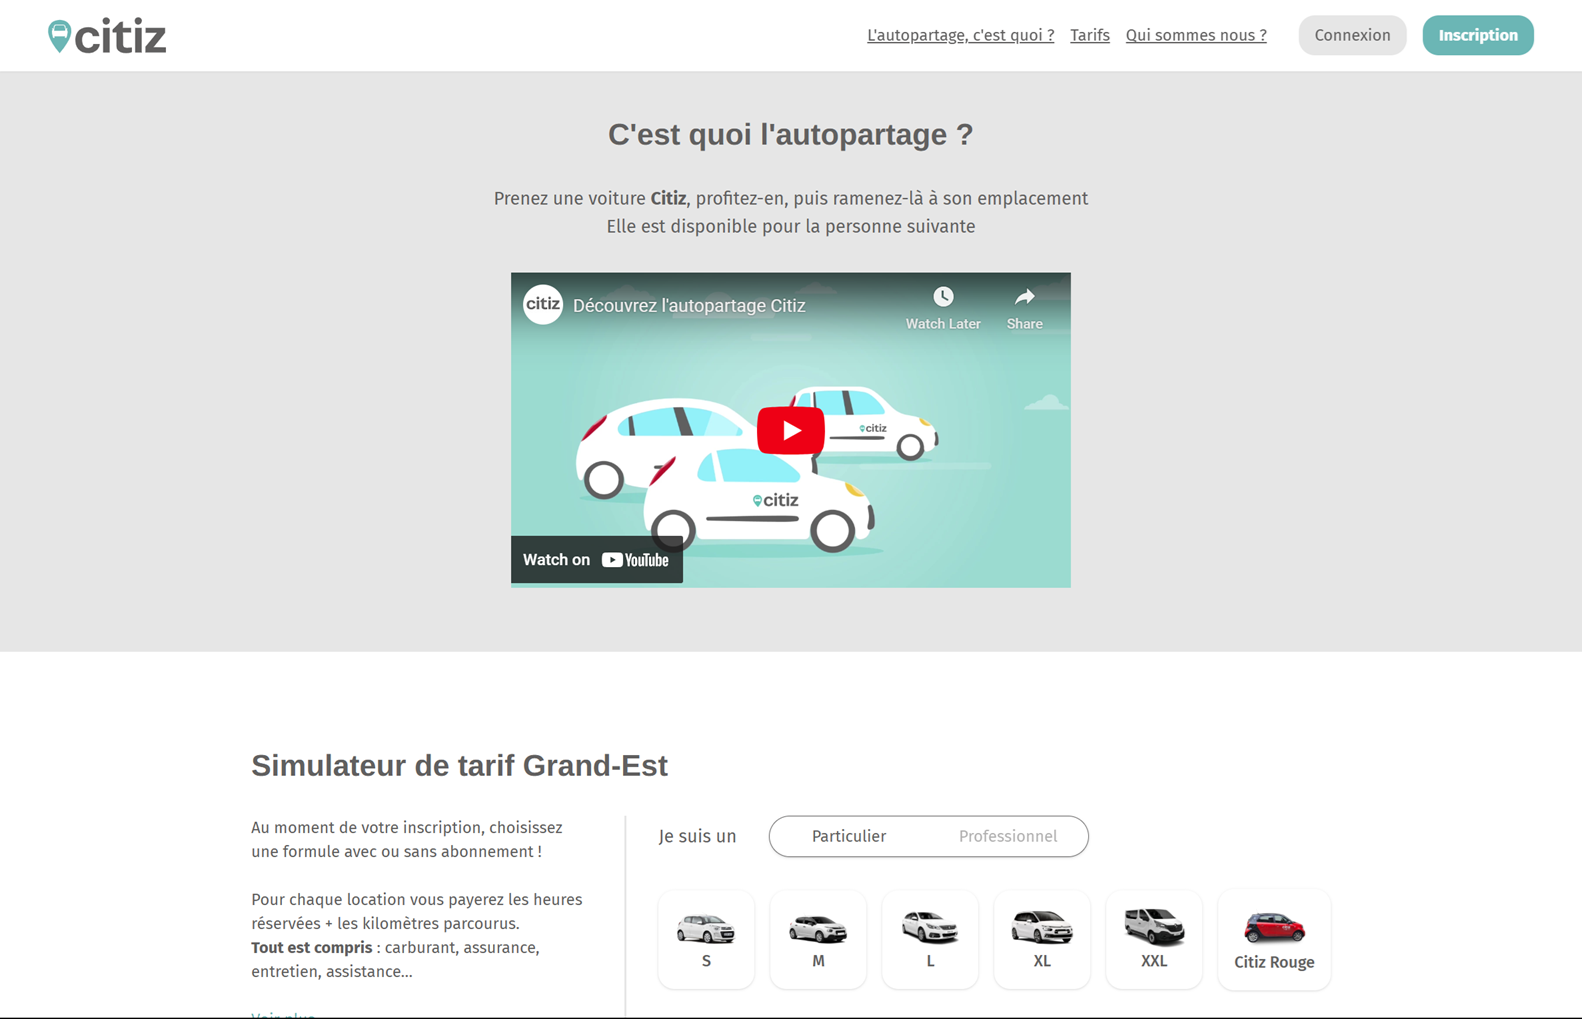 citiz
L'autopartage, c'est quoi ?
Tarifs
Qui sommes nous ?
Connexion
Inscription
C'est quoi l'autopartage ?
Prenez une voiture Citiz, profitez-en, puis ramenez-là à son emplacement
Elle est disponible pour la personne suivante
citiz
Découvrez l'autopartage Citiz
Watch Later
Share
citiz
citiz
Watch on YouTube
Simulateur de tarif Grand-Est
Au moment de votre inscription, choisissez
une formule avec ou sans abonnement !
Pour chaque location vous payerez les heures
réservées + les kilomètres parcourus.
Tout est compris : carburant, assurance,
entretien, assistance...
Voir plus
Je suis un
Particulier
Professionnel
S
M
L
XL
XXL
Citiz Rouge